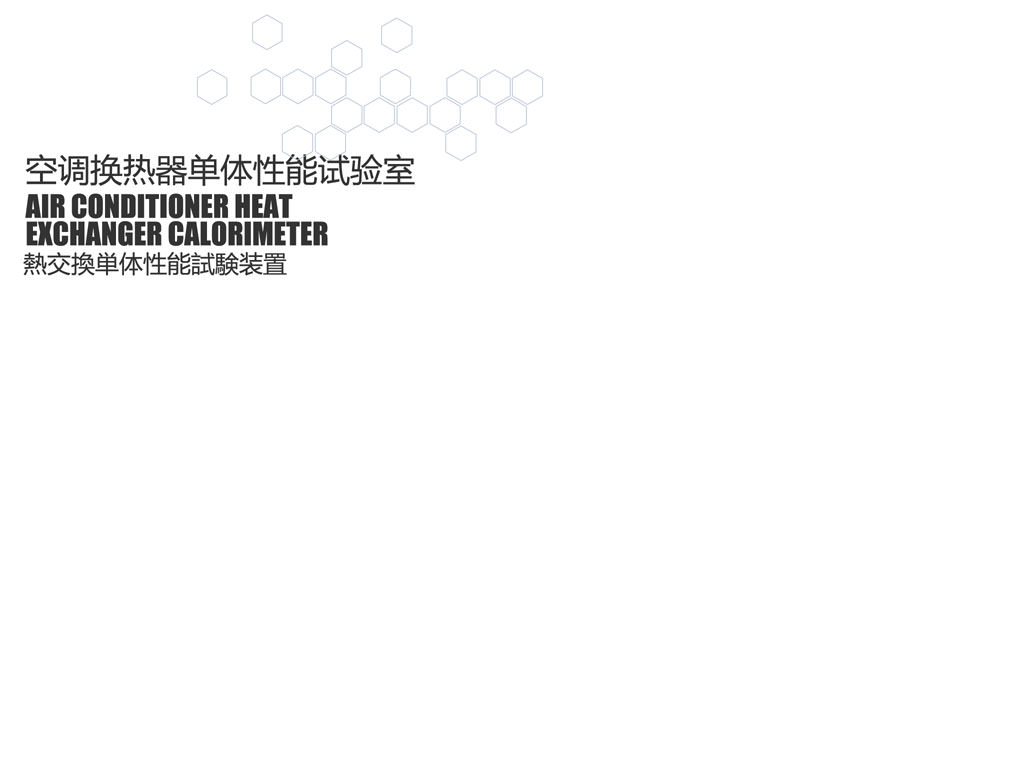 空调换热器单体性能试验室
AIR CONDITIONER HEAT
EXCHANGER CALORIMETER
熱交換単体性能試験装置